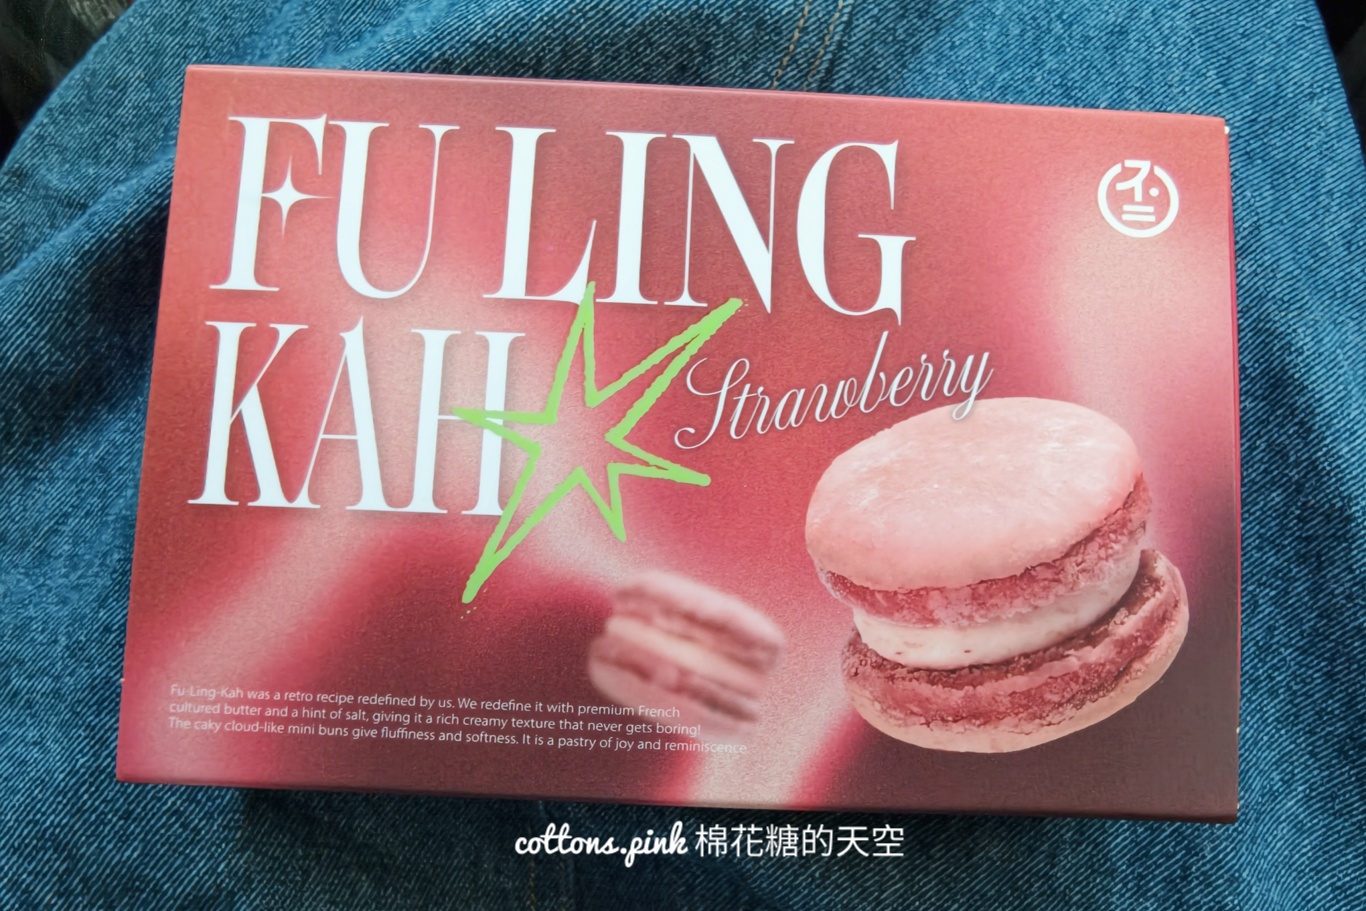 FU LING
KAH
Strawberry
Fu-Ling-Kah was a retro recipe redefined by us. We redefine it with premium French
cultured butter and a hint of salt, giving it a rich creamy texture that never gets boring!
The caky cloud-like mini buns give fluffiness and softness. It is a pastry of joy and reminiscence
cottons.pink 棉花糖的天空